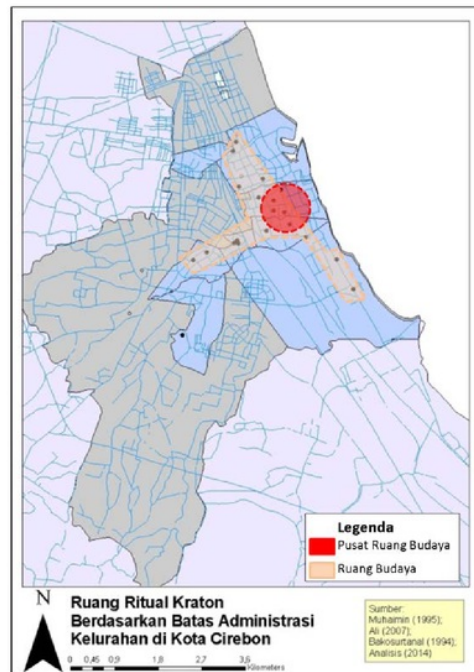 Legenda
Pusat Ruang Budaya
Ruang Budaya
N
Ruang Ritual Kraton
Berdasarkan Batas Administrasi
Kelurahan di Kota Cirebon
0 0,45 0,9 1,8 2,7 3,6
Kilometers
Sumber:
Muhaimin (1995);
Ali (2007);
Bakosurtanal (1994);
Analisis (2014)